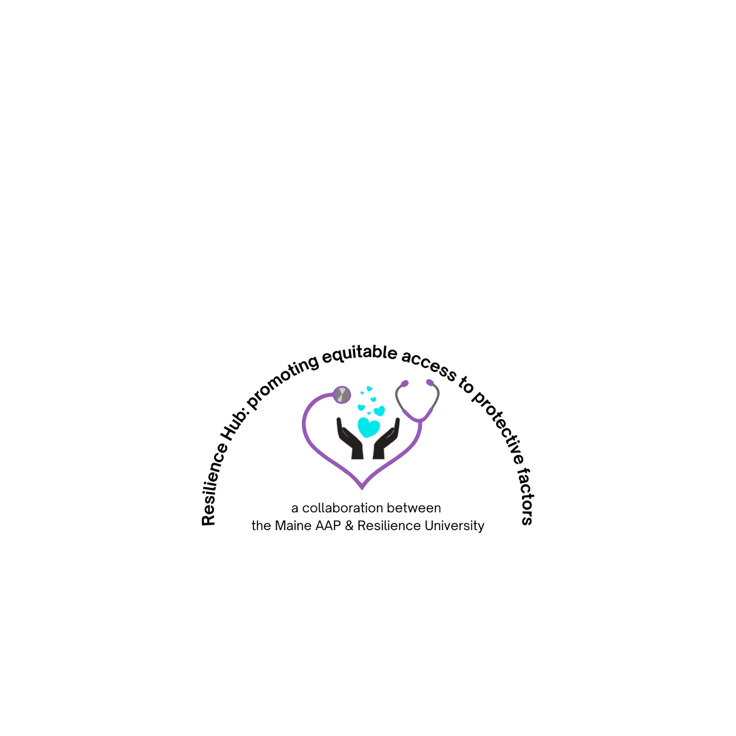 Resilience Hub: promoting equitable access to protective factors
a collaboration between
the Maine AAP & Resilience University